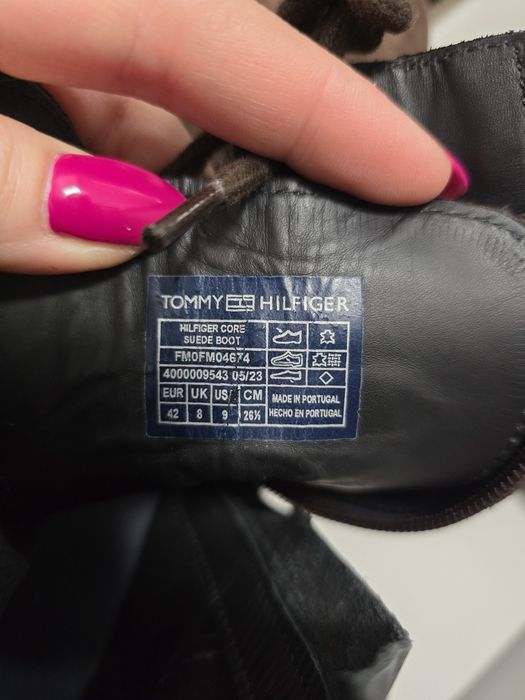 TOMMY HILFIGER
HILFIGER CORE
SUEDE BOOT
FM0FM04674
4000009543 05/23
EUR UK US CM
42 8 9 26½
MADE IN PORTUGAL
HECHO EN PORTUGAL